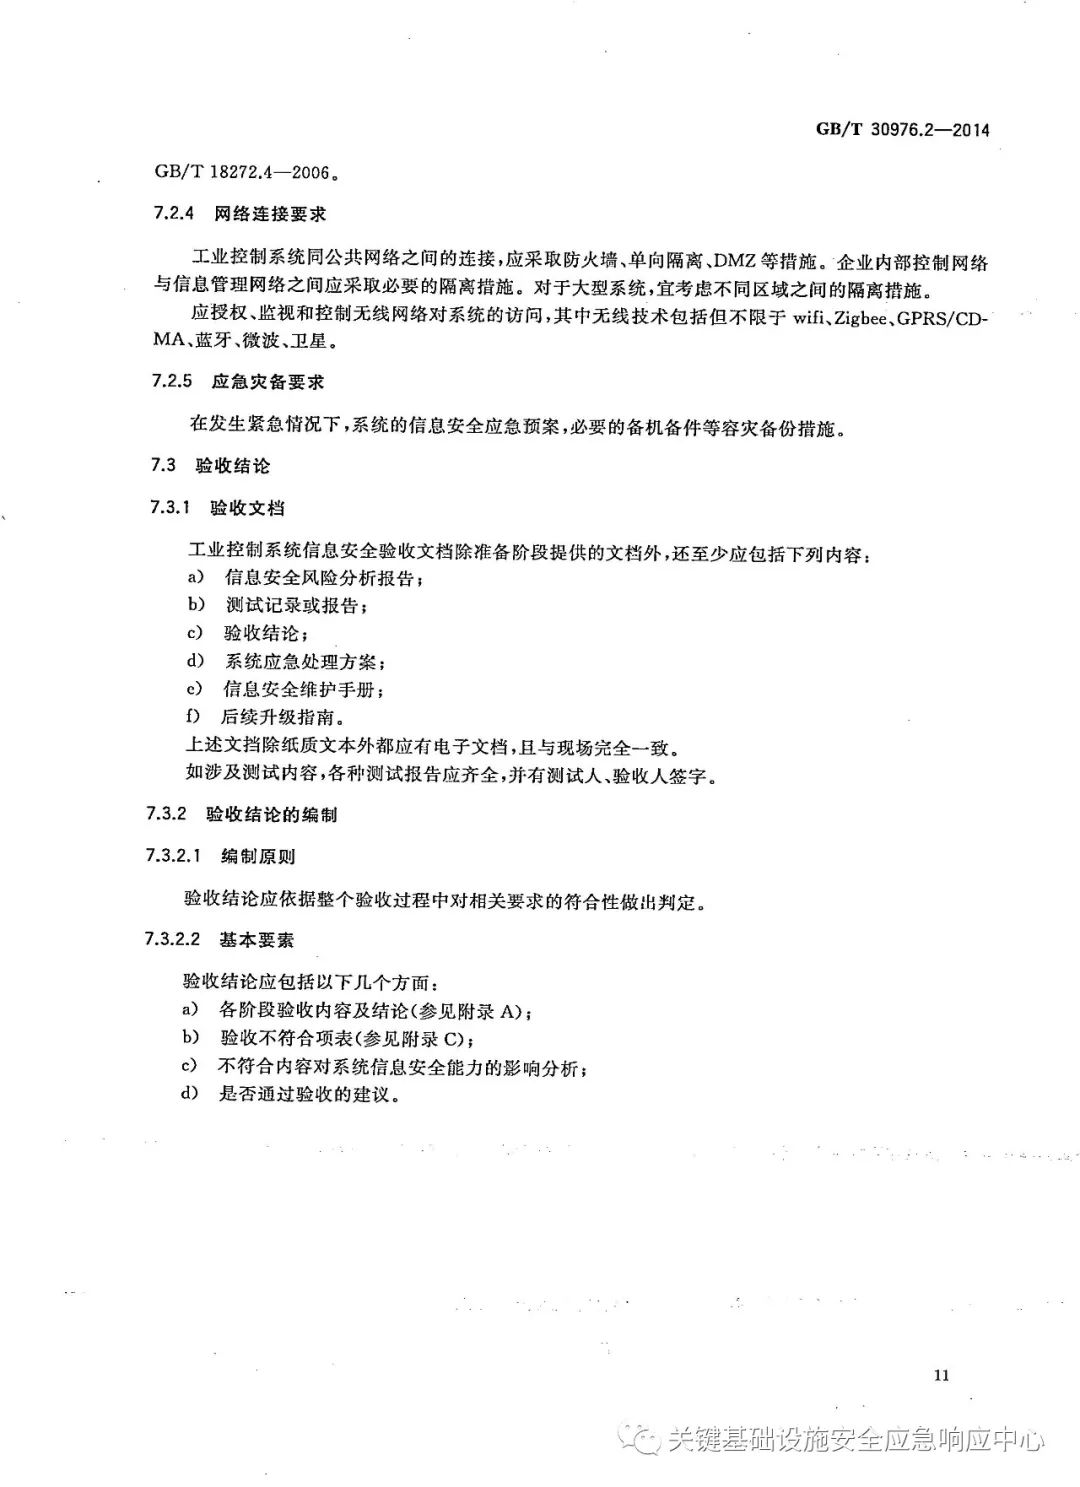 GB/T 30976.2—2014
GB/T 18272.4—2006。
7.2.4 网络连接要求
工业控制系统同公共网络之间的连接,应采取防火墙、单向隔离、DMZ等措施。企业内部控制网络
与信息管理网络之间应采取必要的隔离措施。对于大型系统,宜考虑不同区域之间的隔离措施。
应授权、监视和控制无线网络对系统的访问,其中无线技术包括但不限于 wifi、Zigbee、GPRS/CD-
MA、蓝牙、微波、卫星。
7.2.5 应急灾备要求
在发生紧急情况下,系统的信息安全应急预案,必要的备机备件等容灾备份措施。
7.3 验收结论
7.3.1 验收文档
工业控制系统信息安全验收文档除准备阶段提供的文档外,还至少应包括下列内容:
a) 信息安全风险分析报告;
b) 测试记录或报告;
c) 验收结论;
d) 系统应急处理方案;
e) 信息安全维护手册;
f) 后续升级指南。
上述文挡除纸质文本外都应有电子文档,且与现场完全一致。
如涉及测试内容,各种测试报告应齐全,并有测试人、验收人签字。
7.3.2 验收结论的编制
7.3.2.1 编制原则
验收结论应依据整个验收过程中对相关要求的符合性做出判定。
7.3.2.2 基本要素
验收结论应包括以下几个方面:
a) 各阶段验收内容及结论(参见附录 A);
b) 验收不符合项表(参见附录 C);
c) 不符合内容对系统信息安全能力的影响分析;
d) 是否通过验收的建议。
11
关键基础设施安全应急响应中心